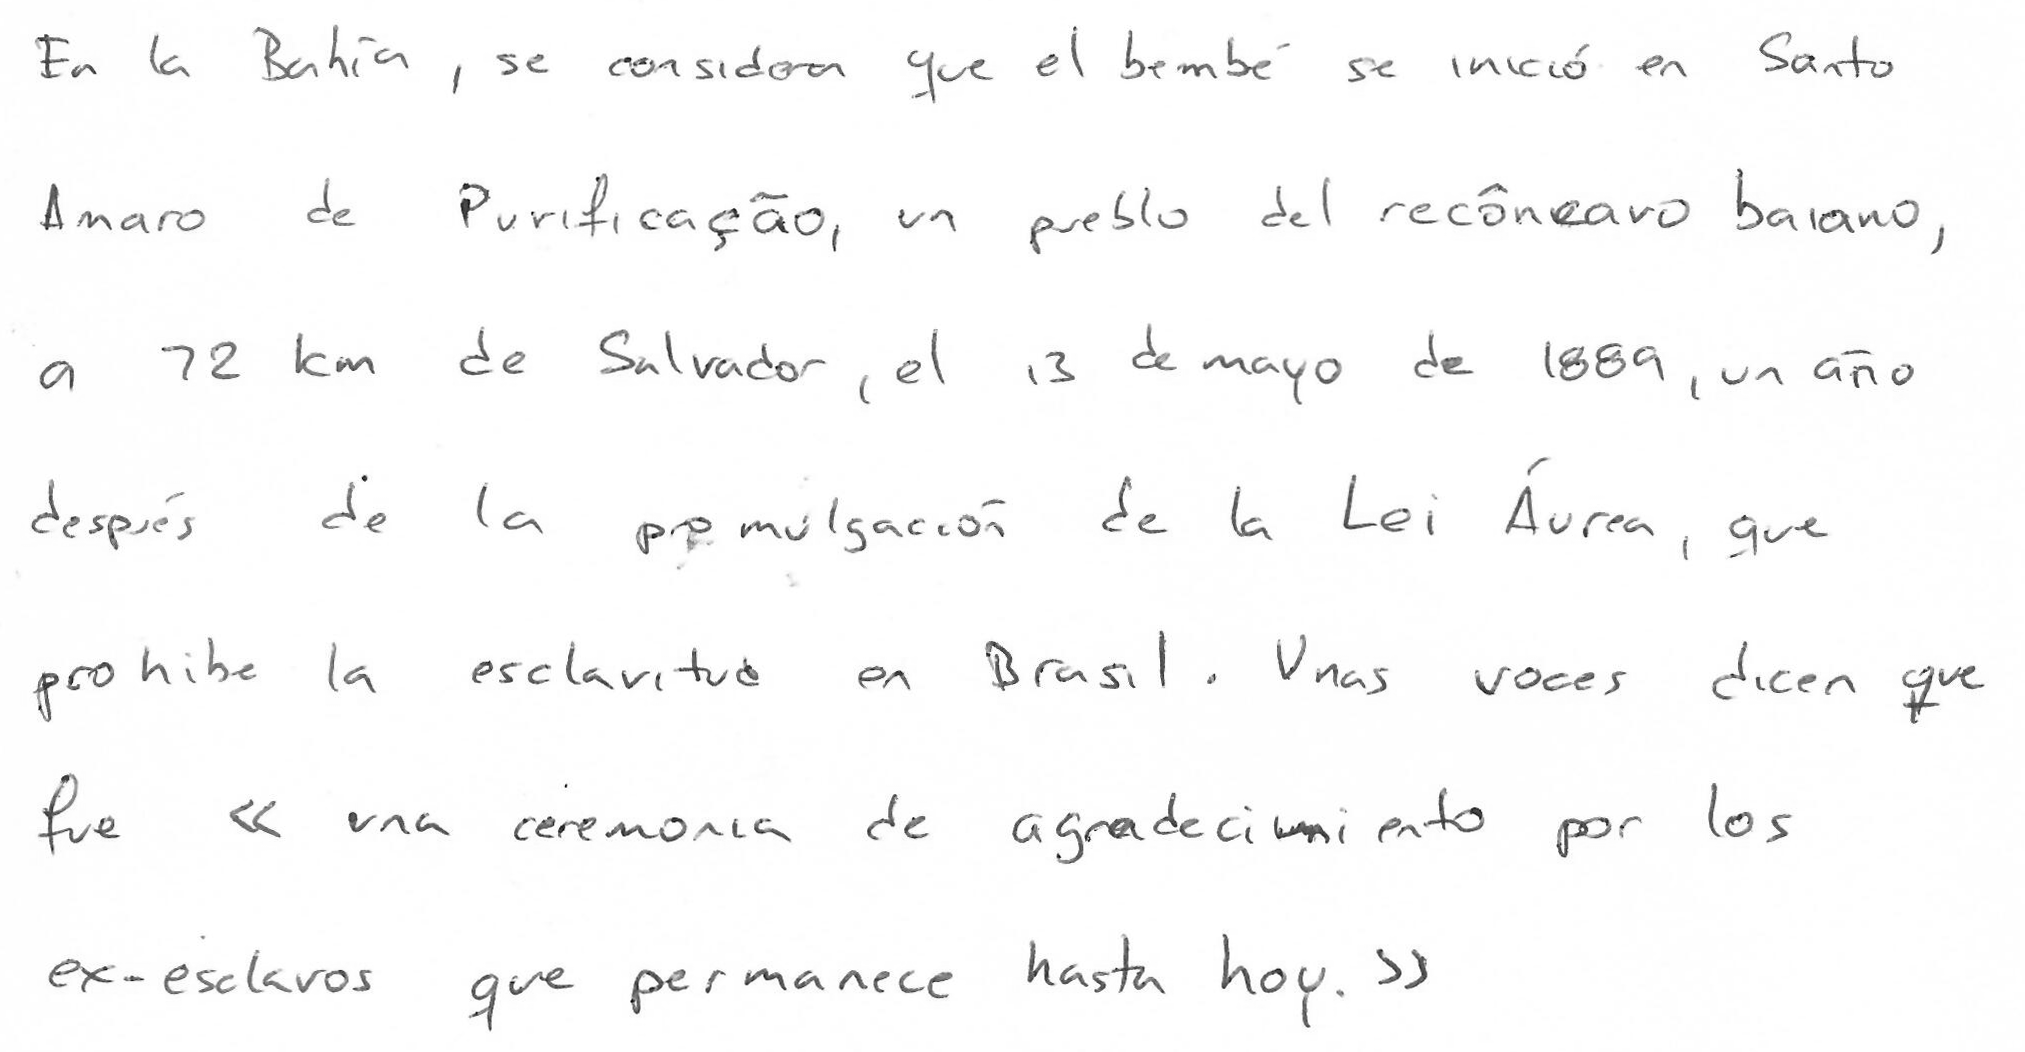 En la Bahía, se considera que el bembé se inició en Santo
Amaro de Purificação, un pueblo del recôncavo baiano,
a 72 km de Salvador, el 13 de mayo de 1889, un año
después de la promulgación de la Lei Áurea, que
prohibe la esclavitud en Brasil. Unas voces dicen que
fue « una ceremonia de agradecimiento por los
ex-esclavos que permanece hasta hoy. »